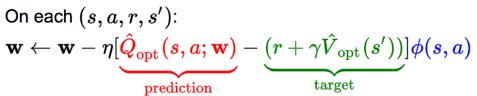 On each (s, a, r, s′):
w ← w − η[Q̂opt(s, a; w) − (r + γV̂opt(s′))]ϕ(s, a)
prediction target